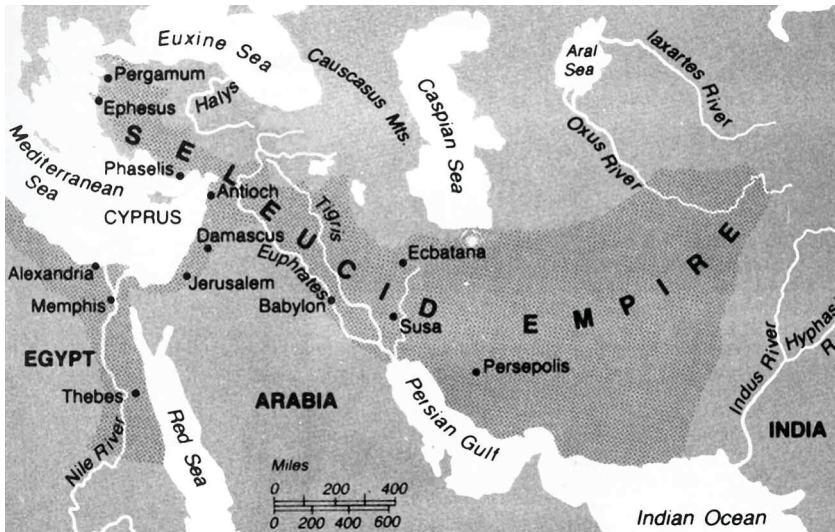 Euxine Sea
Pergamum
Ephesus
Halys
Causcasus Mts.
Caspian Sea
Aral
Sea
Iaxartes River
Oxus River
Mediterranean
Sea
Phaselis
CYPRUS
Antioch
Tigris
Damascus
Euphrates
Ecbatana
SELEUCID EMPIRE
Alexandria
Jerusalem
Memphis
Babylon
Susa
EGYPT
Persepolis
Indus River
Hyphas
R
Thebes
ARABIA
INDIA
Nile River
Red Sea
Persian Gulf
Miles
0 200 400
0 200 400 600
Indian Ocean